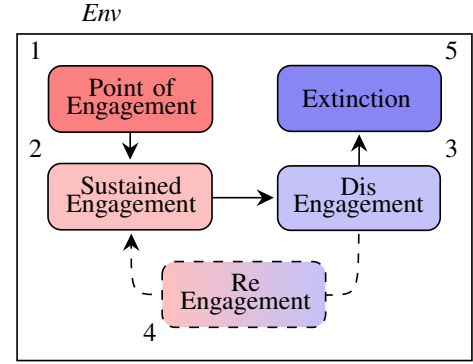 Env
1
Point of
Engagement
5
Extinction
2
Sustained
Engagement
3
Dis
Engagement
Re
Engagement
4